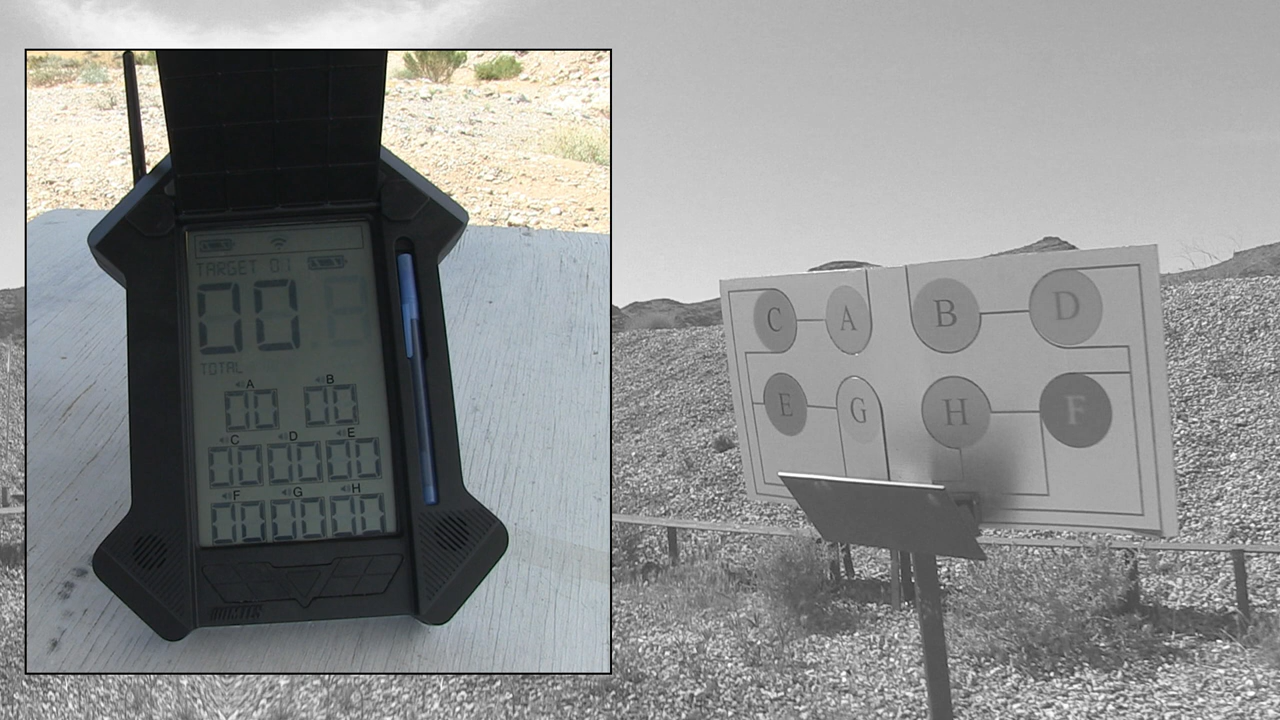 TARGET 01
00
TOTAL
A B
00 00
C D E
00 00 00
F G H
00 00 00
C A B D
E G H F